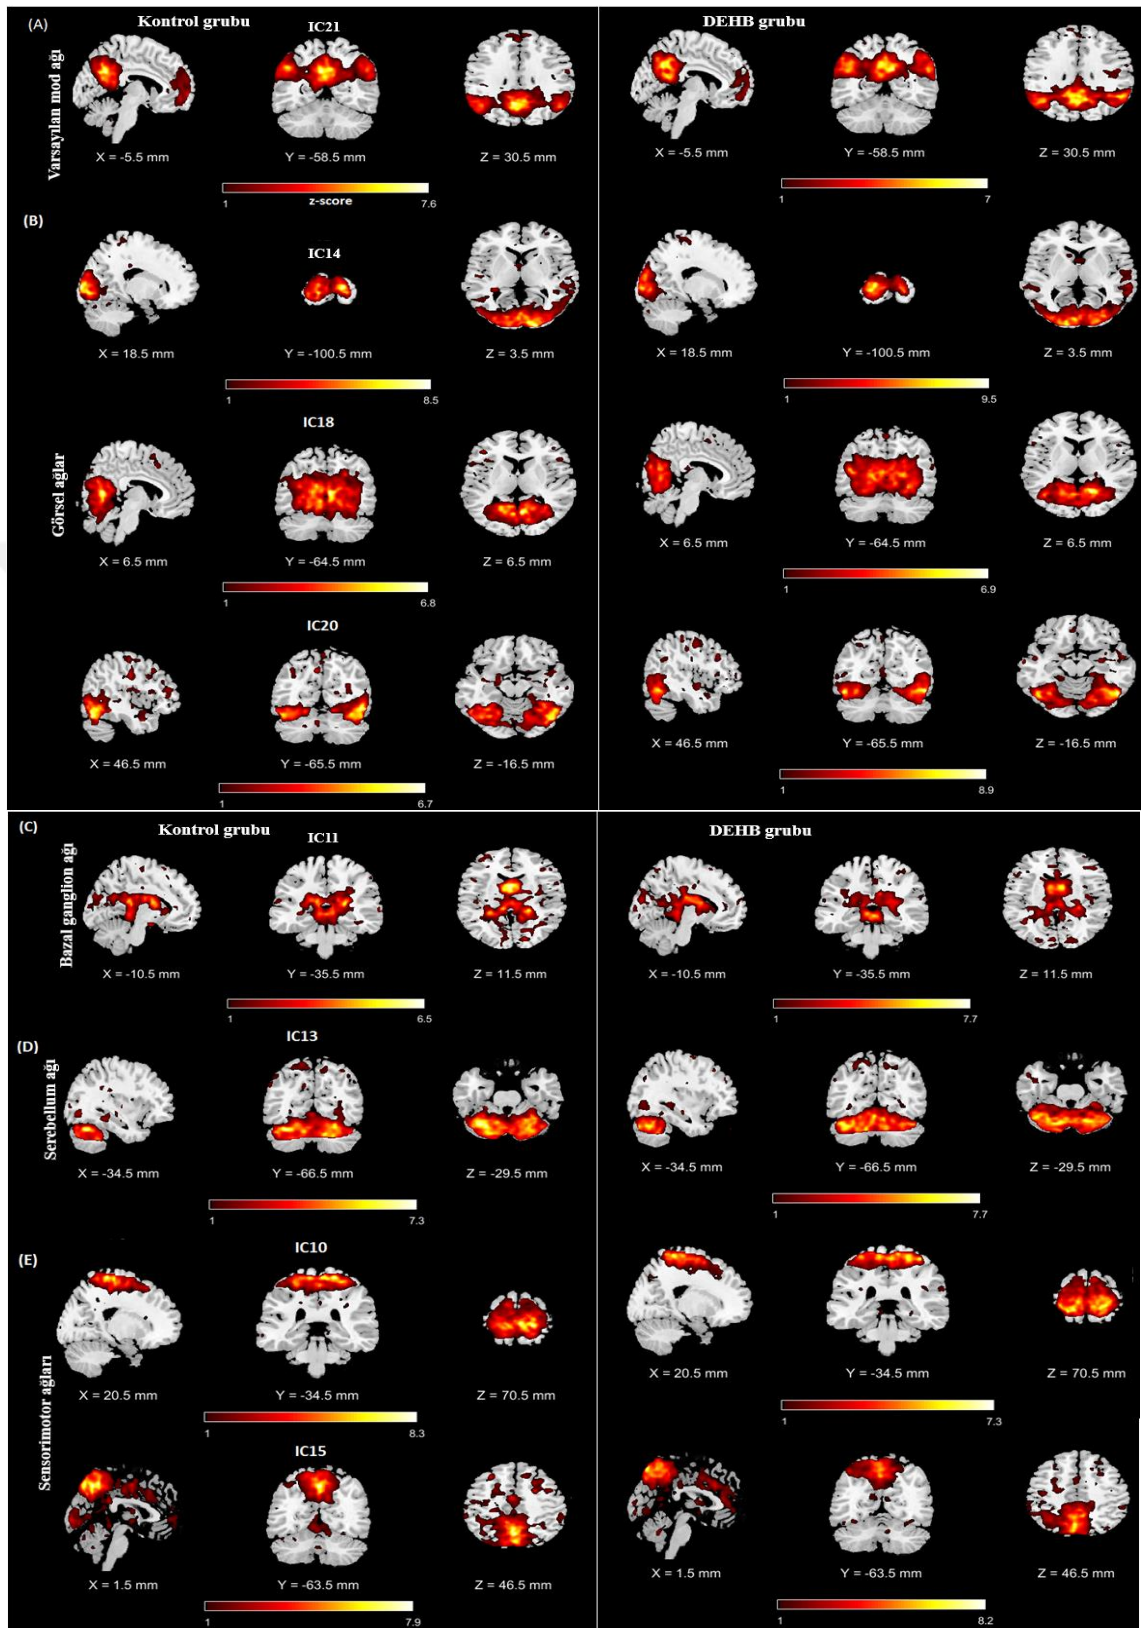 (A)
Kontrol grubu
DEHB grubu
IC21
Varsayılan mod ağı
X = -5.5 mm
Y = -58.5 mm
Z = 30.5 mm
X = -5.5 mm
Y = -58.5 mm
Z = 30.5 mm
1
z-score
7.6
1
7
(B)
IC14
Görsel ağlar
X = 18.5 mm
Y = -100.5 mm
Z = 3.5 mm
X = 18.5 mm
Y = -100.5 mm
Z = 3.5 mm
1
8.5
1
9.5
IC18
X = 6.5 mm
Y = -64.5 mm
Z = 6.5 mm
X = 6.5 mm
Y = -64.5 mm
Z = 6.5 mm
1
6.8
1
6.9
IC20
X = 46.5 mm
Y = -65.5 mm
Z = -16.5 mm
X = 46.5 mm
Y = -65.5 mm
Z = -16.5 mm
1
6.7
1
8.9
(C)
Kontrol grubu
DEHB grubu
IC11
Bazal ganglion ağı
X = -10.5 mm
Y = -35.5 mm
Z = 11.5 mm
X = -10.5 mm
Y = -35.5 mm
Z = 11.5 mm
1
6.5
1
7.7
(D)
IC13
Serebellum ağı
X = -34.5 mm
Y = -66.5 mm
Z = -29.5 mm
X = -34.5 mm
Y = -66.5 mm
Z = -29.5 mm
1
7.3
1
7.7
(E)
IC10
Sensorimotor ağları
X = 20.5 mm
Y = -34.5 mm
Z = 70.5 mm
X = 20.5 mm
Y = -34.5 mm
Z = 70.5 mm
1
8.3
1
7.3
IC15
X = 1.5 mm
Y = -63.5 mm
Z = 46.5 mm
X = 1.5 mm
Y = -63.5 mm
Z = 46.5 mm
1
7.9
1
8.2